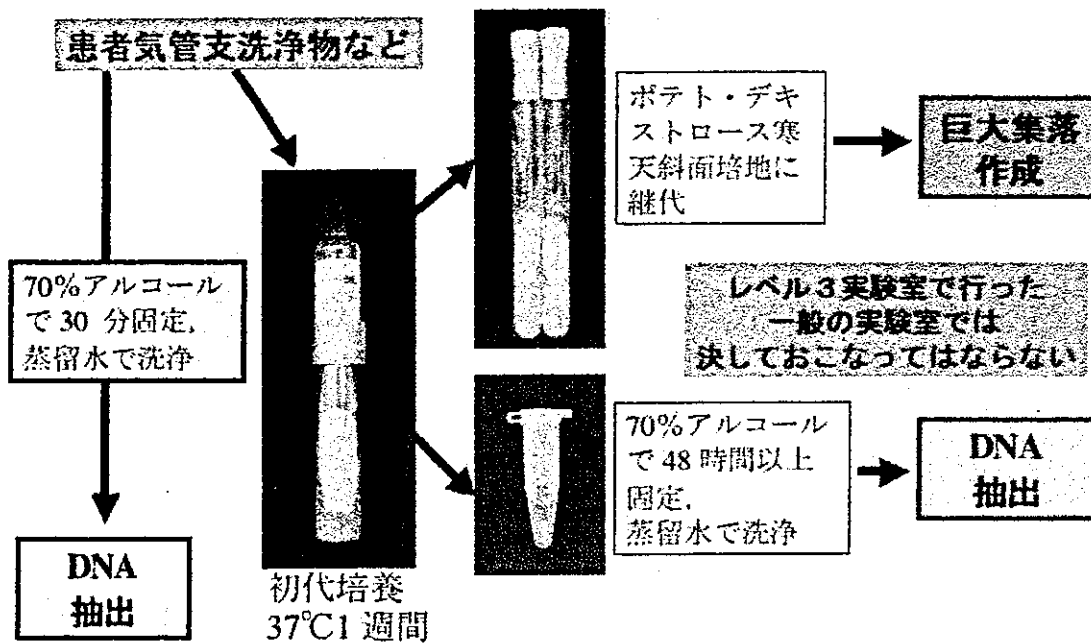 患者気管支洗浄物など
70%アルコール
で 30 分固定,
蒸留水で洗浄
DNA
抽出
初代培養
37℃1 週間
ポテト・デキ
ストロース寒
天斜面培地に
継代
巨大集落
作成
レベル3実験室で行った
一般の実験室では
決しておこなってはならない
70%アルコール
で 48 時間以上
固定,
蒸留水で洗浄
DNA
抽出